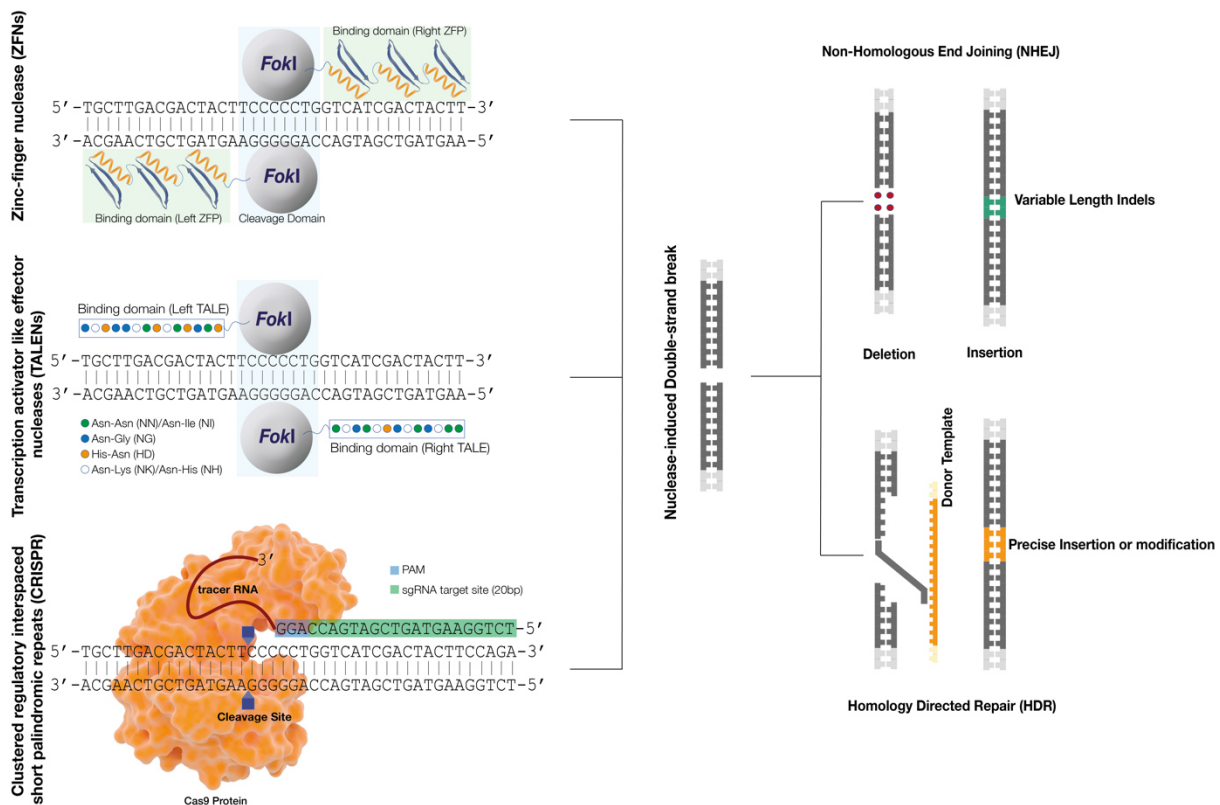 Zinc-finger nuclease (ZFNs)
Binding domain (Right ZFP)
FokI
5'-TGCTTGACGACTACTTCCCCCTGGTCATCGACTACTT-3'
3'-ACGAACTGCTGATGAAGGGGGACCAGTAGCTGATGAA-5'
FokI
Binding domain (Left ZFP)
Cleavage Domain
Transcription activator like effector
nucleases (TALENs)
Binding domain (Left TALE)
FokI
5'-TGCTTGACGACTACTTCCCCCTGGTCATCGACTACTT-3'
3'-ACGAACTGCTGATGAAGGGGGACCAGTAGCTGATGAA-5'
Asn-Asn (NN)/Asn-Ile (NI)
Asn-Gly (NG)
His-Asn (HD)
Asn-Lys (NK)/Asn-His (NH)
FokI
Binding domain (Right TALE)
Clustered regulatory interspaced
short palindromic repeats (CRISPR)
3'
tracer RNA
PAM
sgRNA target site (20bp)
GGACCAGTAGCTGATGAAGGTCT-5'
5'-TGCTTGACGACTACTTCCCCCTGGTCATCGACTACTTCCAGA-3'
3'-ACGAACTGCTGATGAAGGGGGACCAGTAGCTGATGAAGGTCT-5'
Cleavage Site
Cas9 Protein
Nuclease-induced Double-strand break
Non-Homologous End Joining (NHEJ)
Variable Length Indels
Deletion
Insertion
Donor Template
Precise Insertion or modification
Homology Directed Repair (HDR)